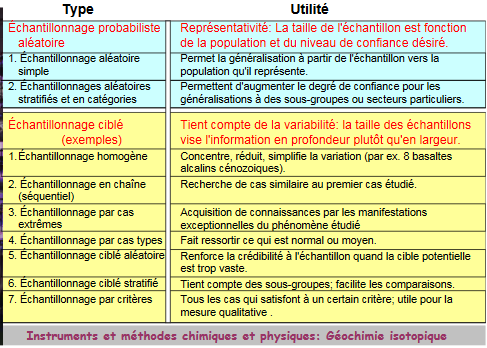 Type Utilité
Echantillonnage probabiliste
aléatoire
Représentativité: La taille de l'échantillon est fonction
de la population et du niveau de confiance désiré.
1. Échantillonnage aléatoire
simple
Permet la généralisation à partir de l'échantillon vers la
population qu'il représente.
2. Échantillonnages aléatoires
stratifiés et en catégories
Permettent d'augmenter le degré de confiance pour les
généralisations à des sous-groupes ou secteurs particuliers.
Échantillonnage ciblé
(exemples)
Tient compte de la variabilité: la taille des échantillons
vise l'information en profondeur plutôt qu'en largeur.
1.Échantillonnage homogène
Concentre, réduit, simplifie la variation (par ex. 8 basaltes
alcalins cénozoiques).
2. Échantillonnage en chaîne
(séquentiel)
Recherche de cas similaire au premier cas étudié.
3. Échantillonnage par cas
extrêmes
Acquisition de connaissances par les manifestations
exceptionnelles du phénomène étudié
4. Échantillonnage par cas types
Fait ressortir ce qui est normal ou moyen.
5. Échantillonnage ciblé aléatoire
Renforce la crédibilité à l'échantillon quand la cible potentielle
est trop vaste.
6. Échantillonnage ciblé stratifié
Tient compte des sous-groupes; facilite les comparaisons.
7. Échantillonnage par critères
Tous les cas qui satisfont à un certain critère; utile pour la
mesure qualitative .
Instruments et méthodes chimiques et physiques: Géochimie isotopique